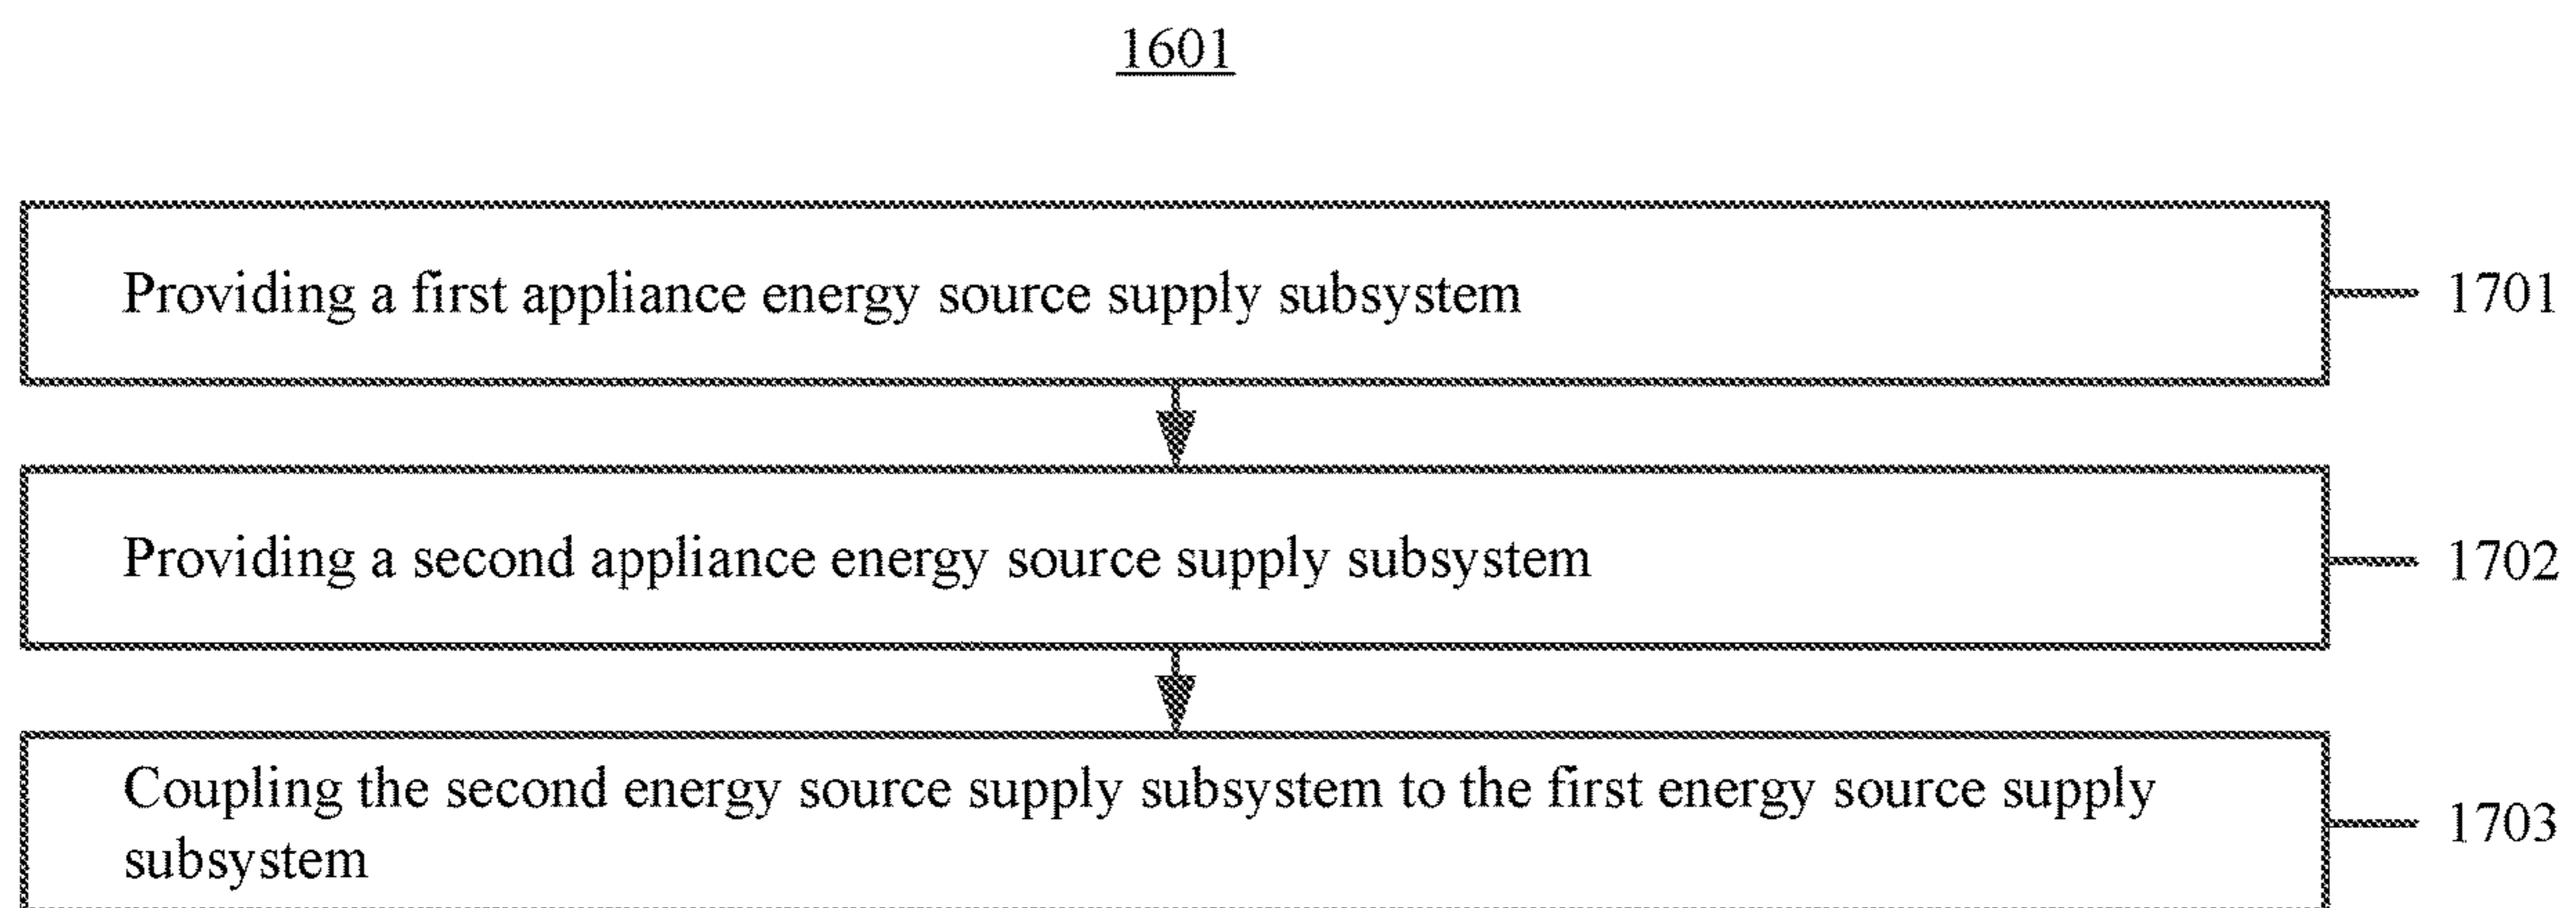 1601
Providing a first appliance energy source supply subsystem
1701
Providing a second appliance energy source supply subsystem
1702
Coupling the second energy source supply subsystem to the first energy source supply
subsystem
1703